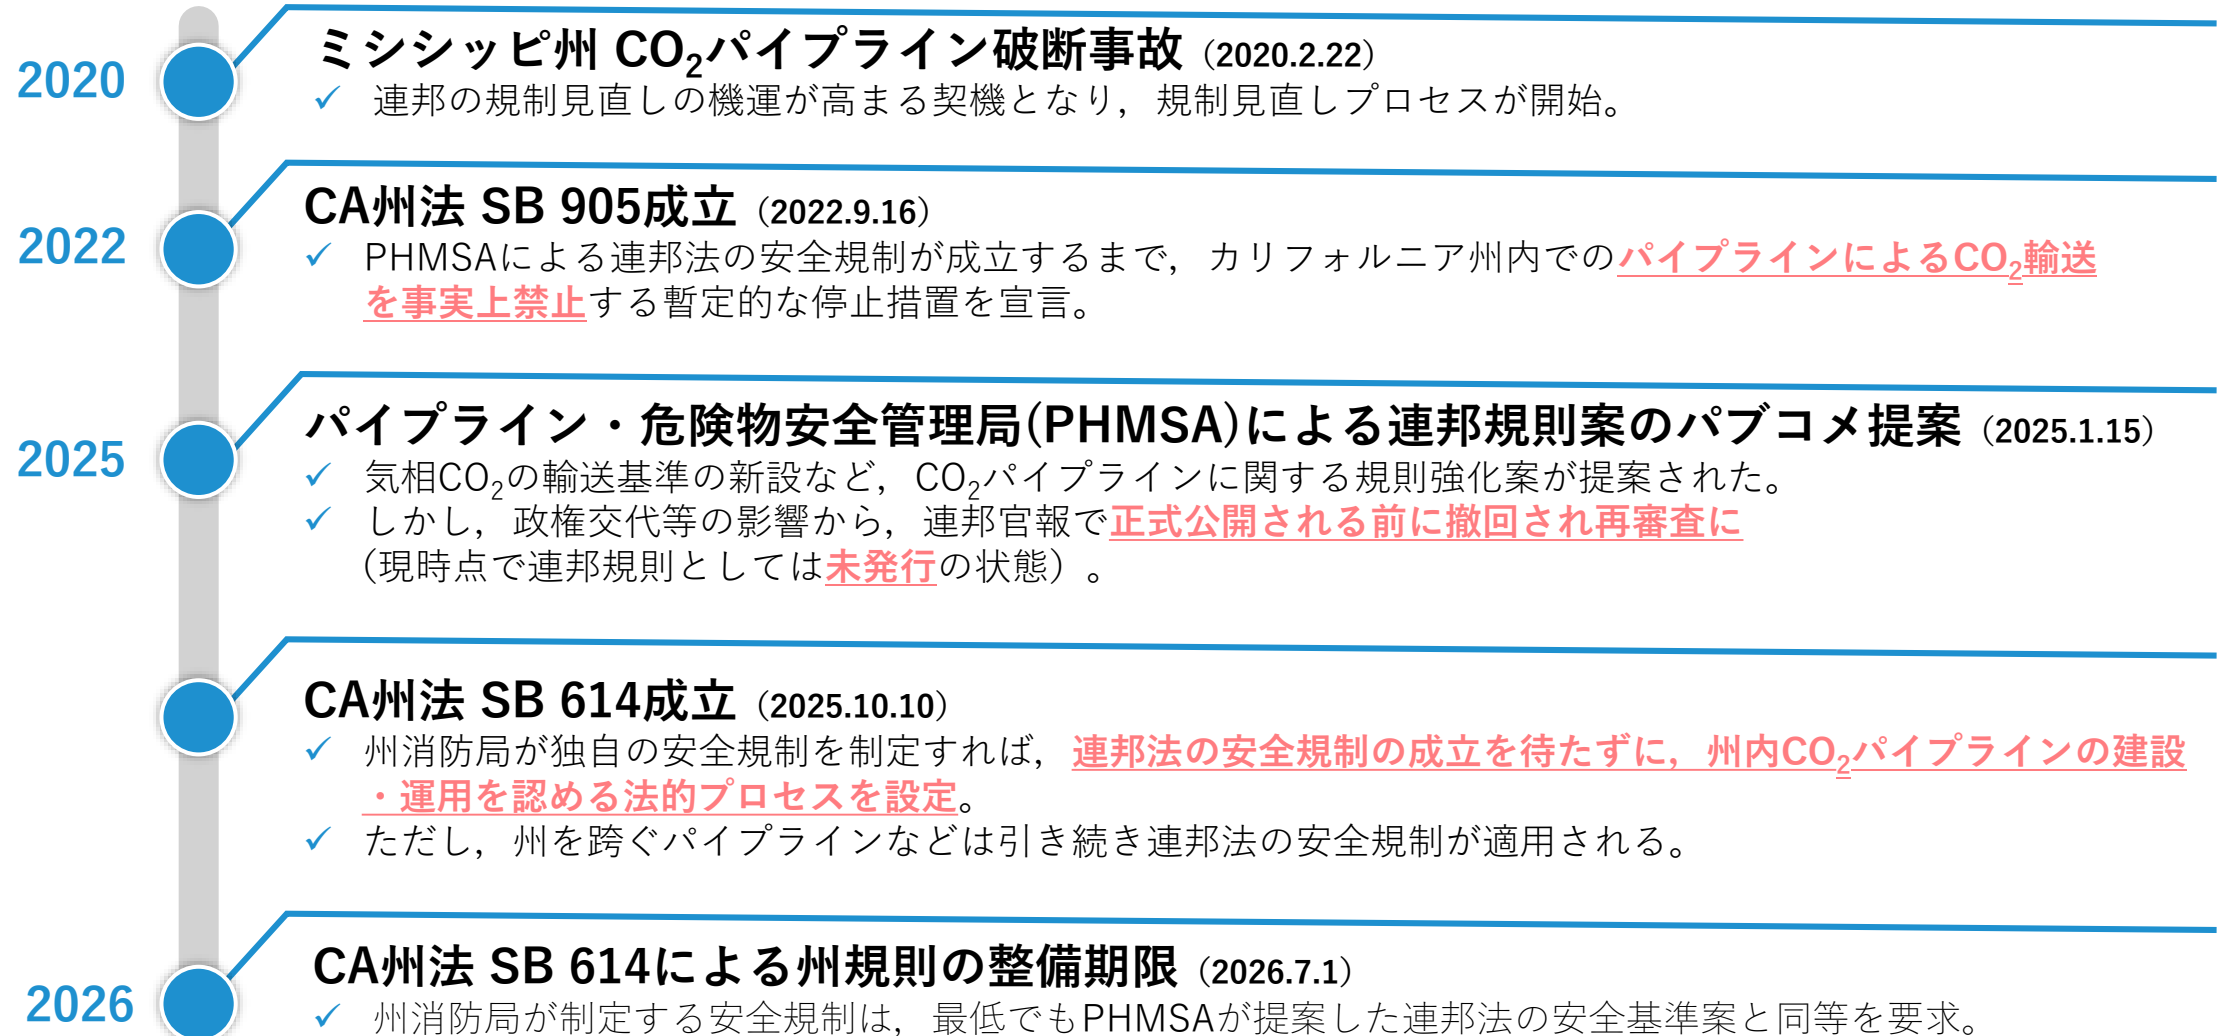 2020
ミシシッピ州 CO₂パイプライン破断事故（2020.2.22）
✓ 連邦の規制見直しの機運が高まる契機となり，規制見直しプロセスが開始。
2022
CA州法 SB 905成立（2022.9.16）
✓ PHMSAによる連邦法の安全規制が成立するまで，カリフォルニア州内でのパイプラインによるCO₂輸送
を事実上禁止する暫定的な停止措置を宣言。
2025
パイプライン・危険物安全管理局(PHMSA)による連邦規則案のパブコメ提案（2025.1.15）
✓ 気相CO₂の輸送基準の新設など，CO₂パイプラインに関する規則強化案が提案された。
✓ しかし，政権交代等の影響から，連邦官報で正式公開される前に撤回され再審査に
(現時点で連邦規則としては未発行の状態）。
CA州法 SB 614成立（2025.10.10）
✓ 州消防局が独自の安全規制を制定すれば，連邦法の安全規制の成立を待たずに，州内CO₂パイプラインの建設
・運用を認める法的プロセスを設定。
✓ ただし，州を跨ぐパイプラインなどは引き続き連邦法の安全規制が適用される。
2026
CA州法 SB 614による州規則の整備期限（2026.7.1）
✓ 州消防局が制定する安全規制は，最低でもPHMSAが提案した連邦法の安全基準案と同等を要求。